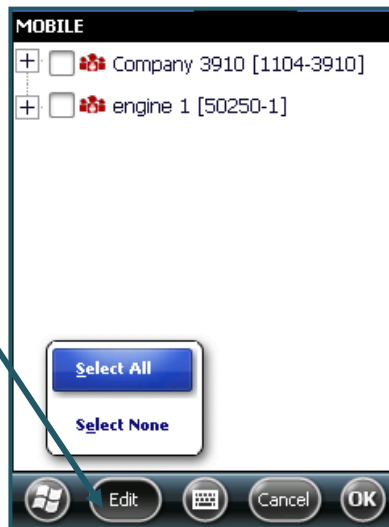 MOBILE
Company 3910 [1104-3910]
engine 1 [50250-1]
Select All
Select None
Edit Cancel OK